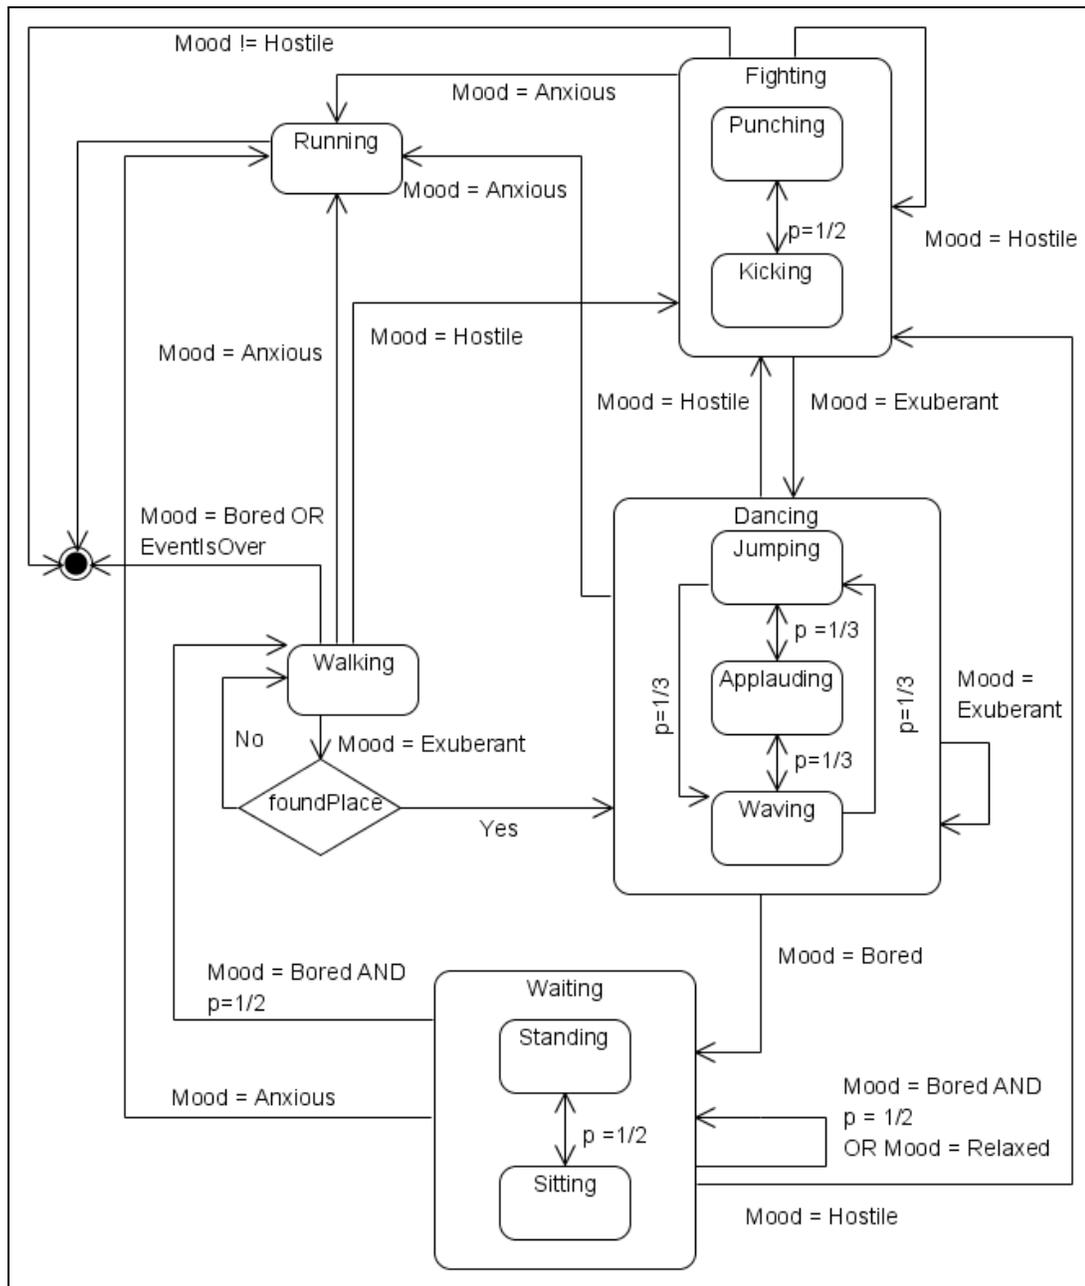 Mood != Hostile
Fighting
Mood = Anxious
Punching
Running
Mood = Anxious
p=1/2
Mood = Hostile
Kicking
Mood = Hostile
Mood = Anxious
Mood = Hostile
Mood = Exuberant
Mood = Bored OR
EventIsOver
Dancing
Jumping
p =1/3
Walking
Applauding
p=1/3
p=1/3
Mood =
Exuberant
No
Mood = Exuberant
p=1/3
foundPlace
Waving
Yes
Mood = Bored
Mood = Bored AND
p=1/2
Waiting
Standing
Mood = Anxious
Mood = Bored AND
p = 1/2
OR Mood = Relaxed
p =1/2
Sitting
Mood = Hostile